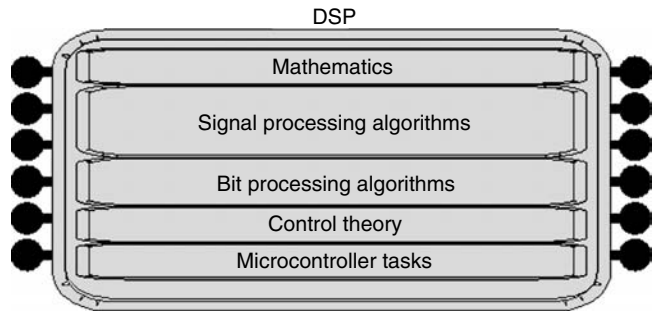 DSP
Mathematics
Signal processing algorithms
Bit processing algorithms
Control theory
Microcontroller tasks